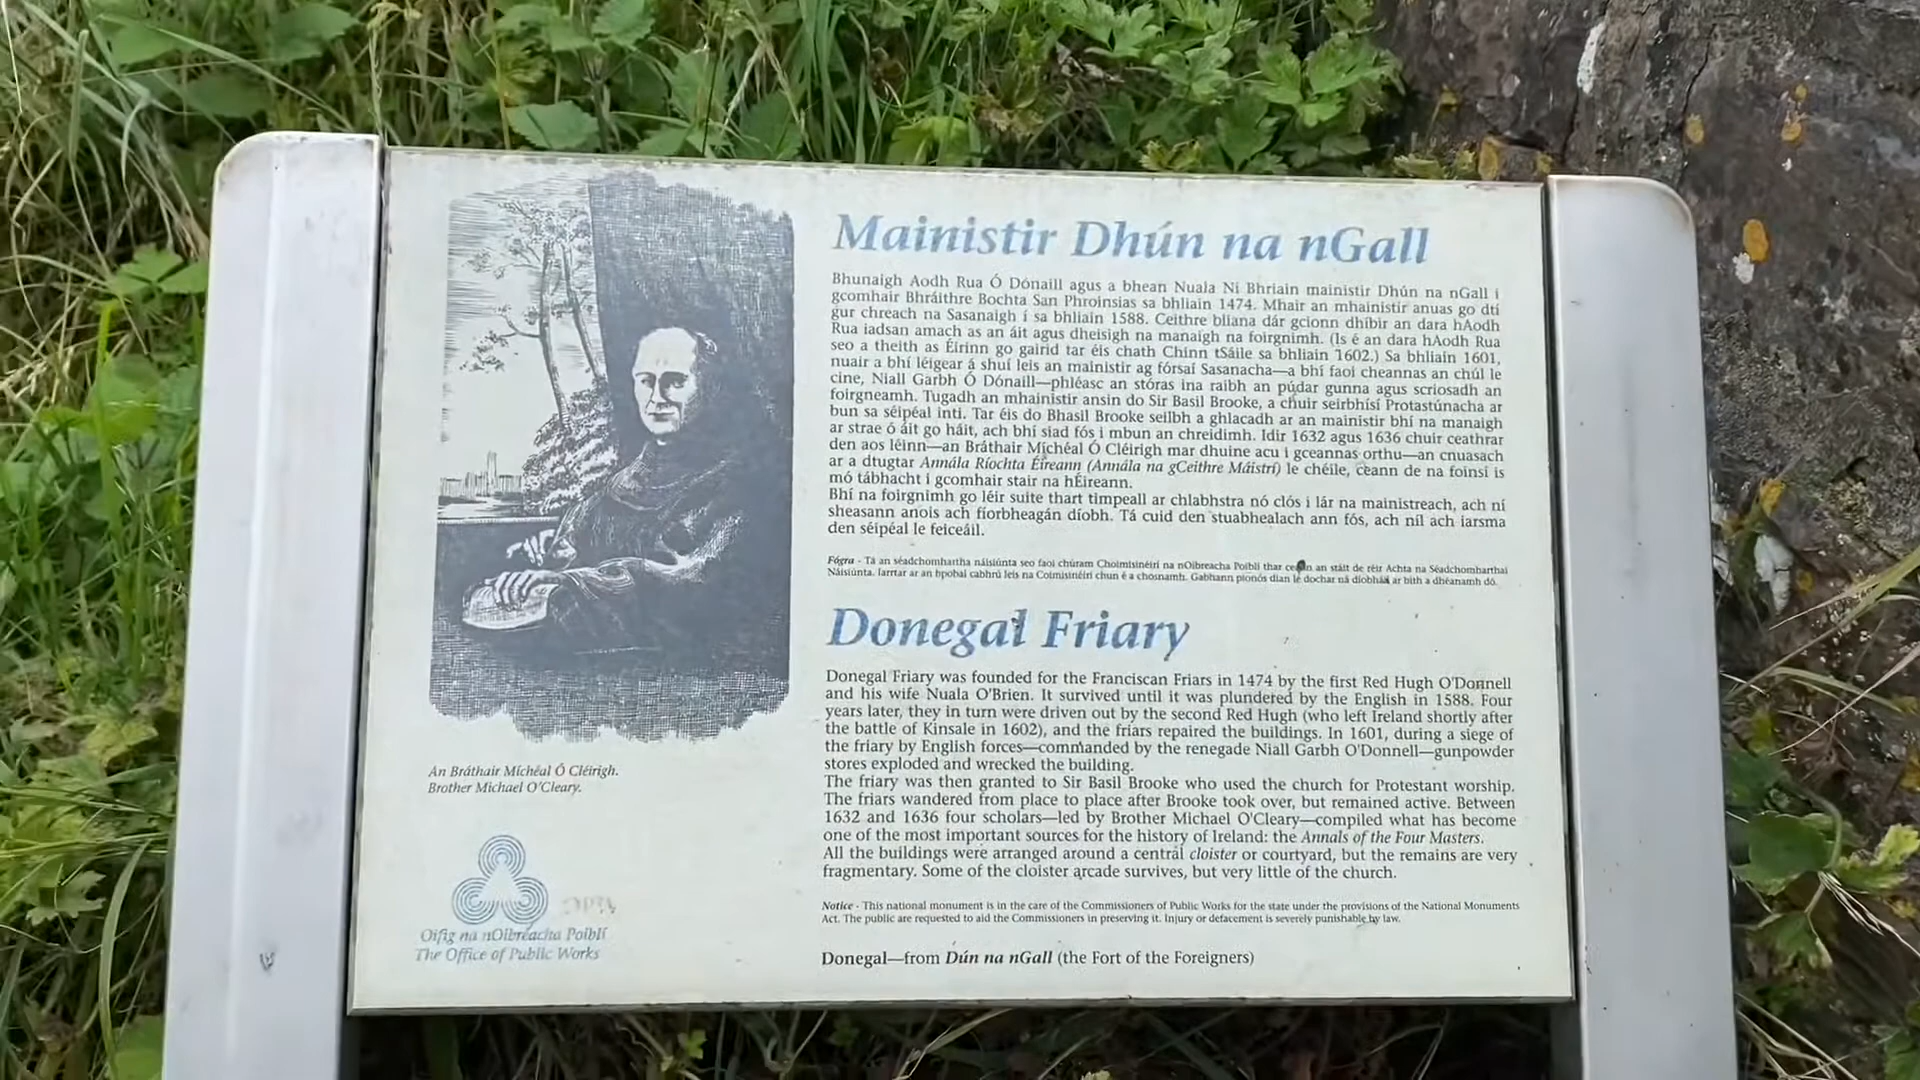 Mainistir Dhún na nGall
Bhunaigh Aodh Rua Ó Dónaill agus a bhean Nuala Ní Bhriain mainistir Dhún na nGall i
gcomhair Bhráithre Bochta San Phroinsias sa bhliain 1474. Mhair an mhainistir anuas go dtí
gur chreach na Sasanaigh í sa bhliain 1588. Ceithre bliana dár gcionn dhíbir an dara hAodh
Rua iadsan amach as an áit agus dheisigh na manaigh na foirgnimh. (Is é an dara hAodh Rua
seo a theith as Éirinn go gairid tar éis chath Chinn tSáile sa bhliain 1602.) Sa bhliain 1601,
nuair a bhí léigear á shuí leis an mainistir ag fórsaí Sasanacha—a bhí faoi cheannas an chúl le
cine, Niall Garbh Ó Dónaill—phléasc an stóras ina raibh an púdar gunna agus scriosadh an
foirgneamh. Tugadh an mhainistir ansin do Sir Basil Brooke, a chuir seirbhísí Protastúnacha ar
bun sa séipéal inti. Tar éis do Bhasil Brooke seilbh a ghlacadh ar an mainistir bhí na manaigh
ar strae ó áit go háit, ach bhí siad fós i mbun an chreidimh. Idir 1632 agus 1636 chuir ceathrar
den aos léinn—an Bráthair Mícheál Ó Cléirigh mar dhuine acu i gceannas orthu—an cnuasach
ar a dtugtar Annála Ríochta Éireann (Annála na gCeithre Máistrí) le chéile, ceann de na foinsí is
mó tábhacht i gcomhair stair na hÉireann.
Bhí na foirgnimh go léir suite thart timpeall ar chlabhstra nó clós i lár na mainistreach, ach ní
sheasann anois ach fíorbheagán díobh. Tá cuid den stuabhealach ann fós, ach níl ach iarsma
den séipéal le feiceáil.
Fógra - Tá an séadchomhartha náisiúnta seo faoi chúram Choimisinéirí na nOibreacha Poiblí thar ceann an stáit de réir Achta na Séadchomharthaí
Náisiúnta. Iarrtar ar an bpobal cabhrú leis na Coimisinéirí chun é a chosnamh. Gabhann pionós dian le dochar ná díobháil ar bith a dhéanamh dó.
Donegal Friary
Donegal Friary was founded for the Franciscan Friars in 1474 by the first Red Hugh O'Donnell
and his wife Nuala O'Brien. It survived until it was plundered by the English in 1588. Four
years later, they in turn were driven out by the second Red Hugh (who left Ireland shortly after
the battle of Kinsale in 1602), and the friars repaired the buildings. In 1601, during a siege of
the friary by English forces—commanded by the renegade Niall Garbh O'Donnell—gunpowder
stores exploded and wrecked the building.
The friary was then granted to Sir Basil Brooke who used the church for Protestant worship.
The friars wandered from place to place after Brooke took over, but remained active. Between
1632 and 1636 four scholars—led by Brother Michael O'Cleary—compiled what has become
one of the most important sources for the history of Ireland: the Annals of the Four Masters.
All the buildings were arranged around a central cloister or courtyard, but the remains are very
fragmentary. Some of the cloister arcade survives, but very little of the church.
Notice - This national monument is in the care of the Commissioners of Public Works for the state under the provisions of the National Monuments
Act. The public are requested to aid the Commissioners in preserving it. Injury or defacement is severely punishable by law.
Donegal—from Dún na nGall (the Fort of the Foreigners)
An Bráthair Mícheál Ó Cléirigh.
Brother Michael O'Cleary.
Oifig na nOibreacha Poiblí
The Office of Public Works